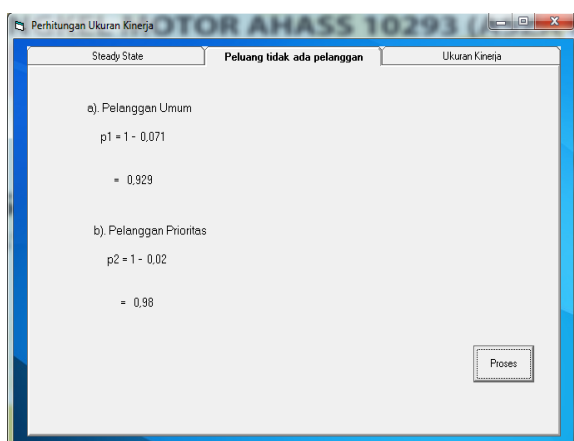 Perhitungan Ukuran Kinerja
OTOR AHASS 10293 (
Steady State
Peluang tidak ada pelanggan
Ukuran Kinerja
a). Pelanggan Umum
p1 = 1 - 0,071
= 0,929
b). Pelanggan Prioritas
p2 = 1 - 0,02
= 0,98
Proses